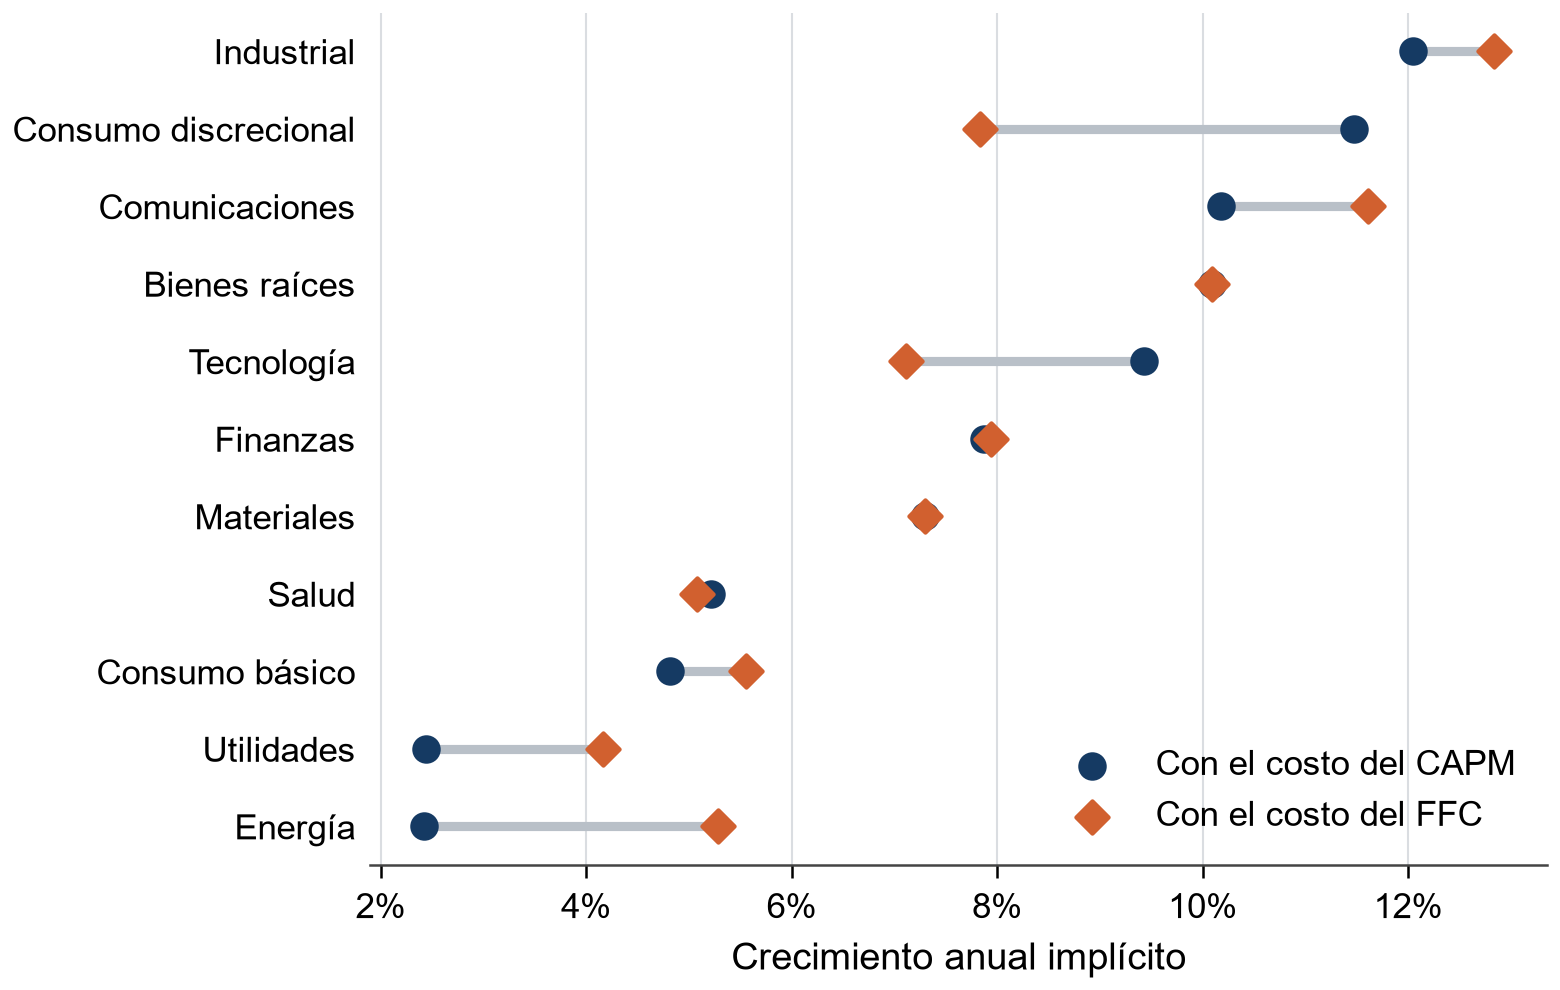 Industrial
Consumo discrecional
Comunicaciones
Bienes raíces
Tecnología
Finanzas
Materiales
Salud
Consumo básico
Utilidades
Energía
Con el costo del CAPM
Con el costo del FFC
2% 4% 6% 8% 10% 12%
Crecimiento anual implícito